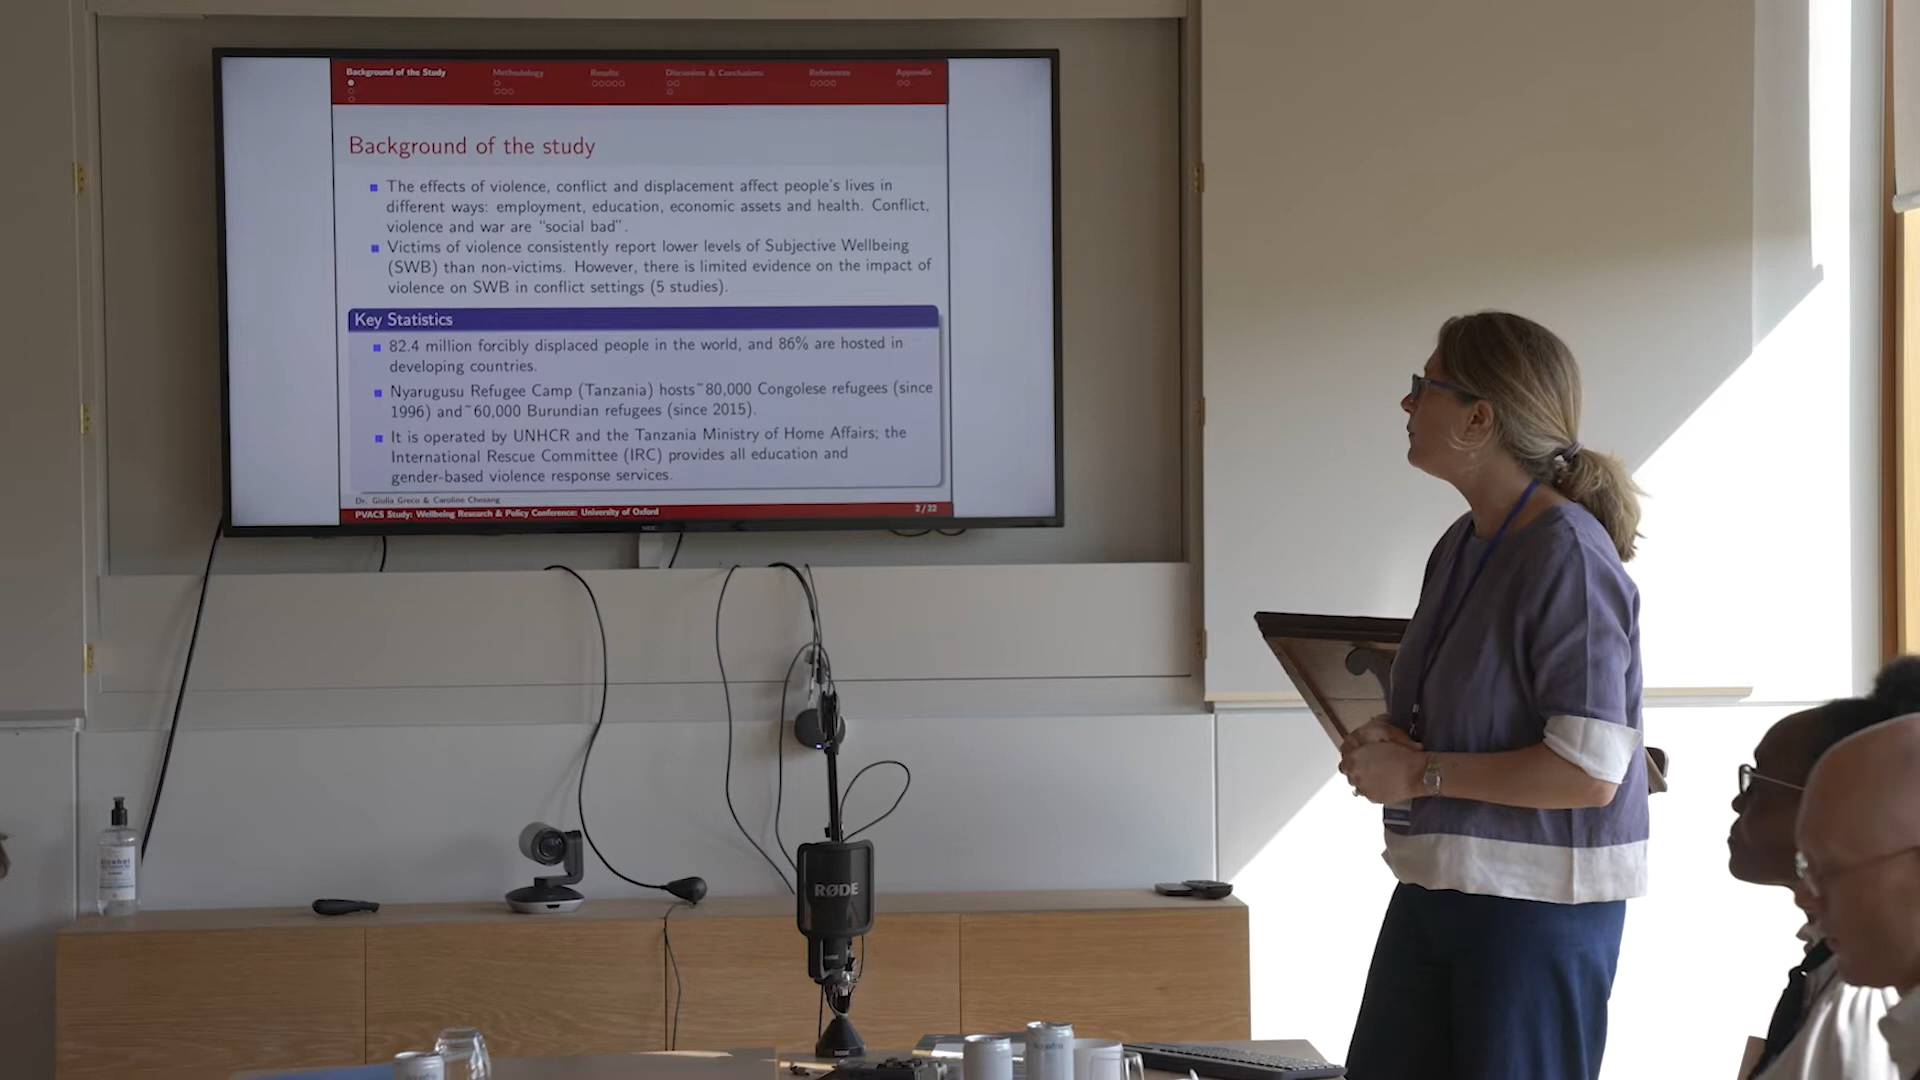 Background of the Study
Methodology
Results
Discussion & Conclusions
References
Appendix
Background of the study
The effects of violence, conflict and displacement affect people's lives in
different ways: employment, education, economic assets and health. Conflict,
violence and war are "social bad".
Victims of violence consistently report lower levels of Subjective Wellbeing
(SWB) than non-victims. However, there is limited evidence on the impact of
violence on SWB in conflict settings (5 studies).
Key Statistics
82.4 million forcibly displaced people in the world, and 86% are hosted in
developing countries.
Nyarugusu Refugee Camp (Tanzania) hosts~80,000 Congolese refugees (since
1996) and~60,000 Burundian refugees (since 2015).
It is operated by UNHCR and the Tanzania Ministry of Home Affairs; the
International Rescue Committee (IRC) provides all education and
gender-based violence response services.
Dr. Giulia Greco & Caroline Chesang
PVACS Study: Wellbeing Research & Policy Conference: University of Oxford
2 / 22
NEC
RØDE
RODE